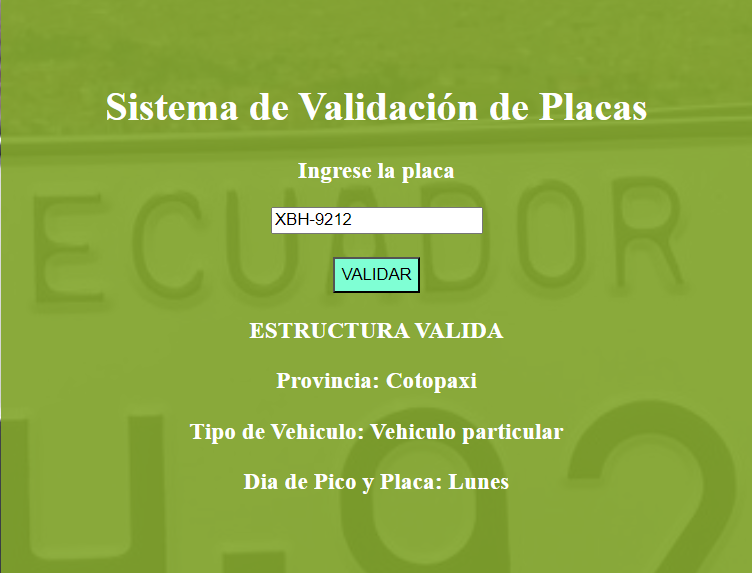 Sistema de Validación de Placas
Ingrese la placa
XBH-9212
VALIDAR
ECUADOR
ESTRUCTURA VALIDA
Provincia: Cotopaxi
Tipo de Vehiculo: Vehiculo particular
Dia de Pico y Placa: Lunes